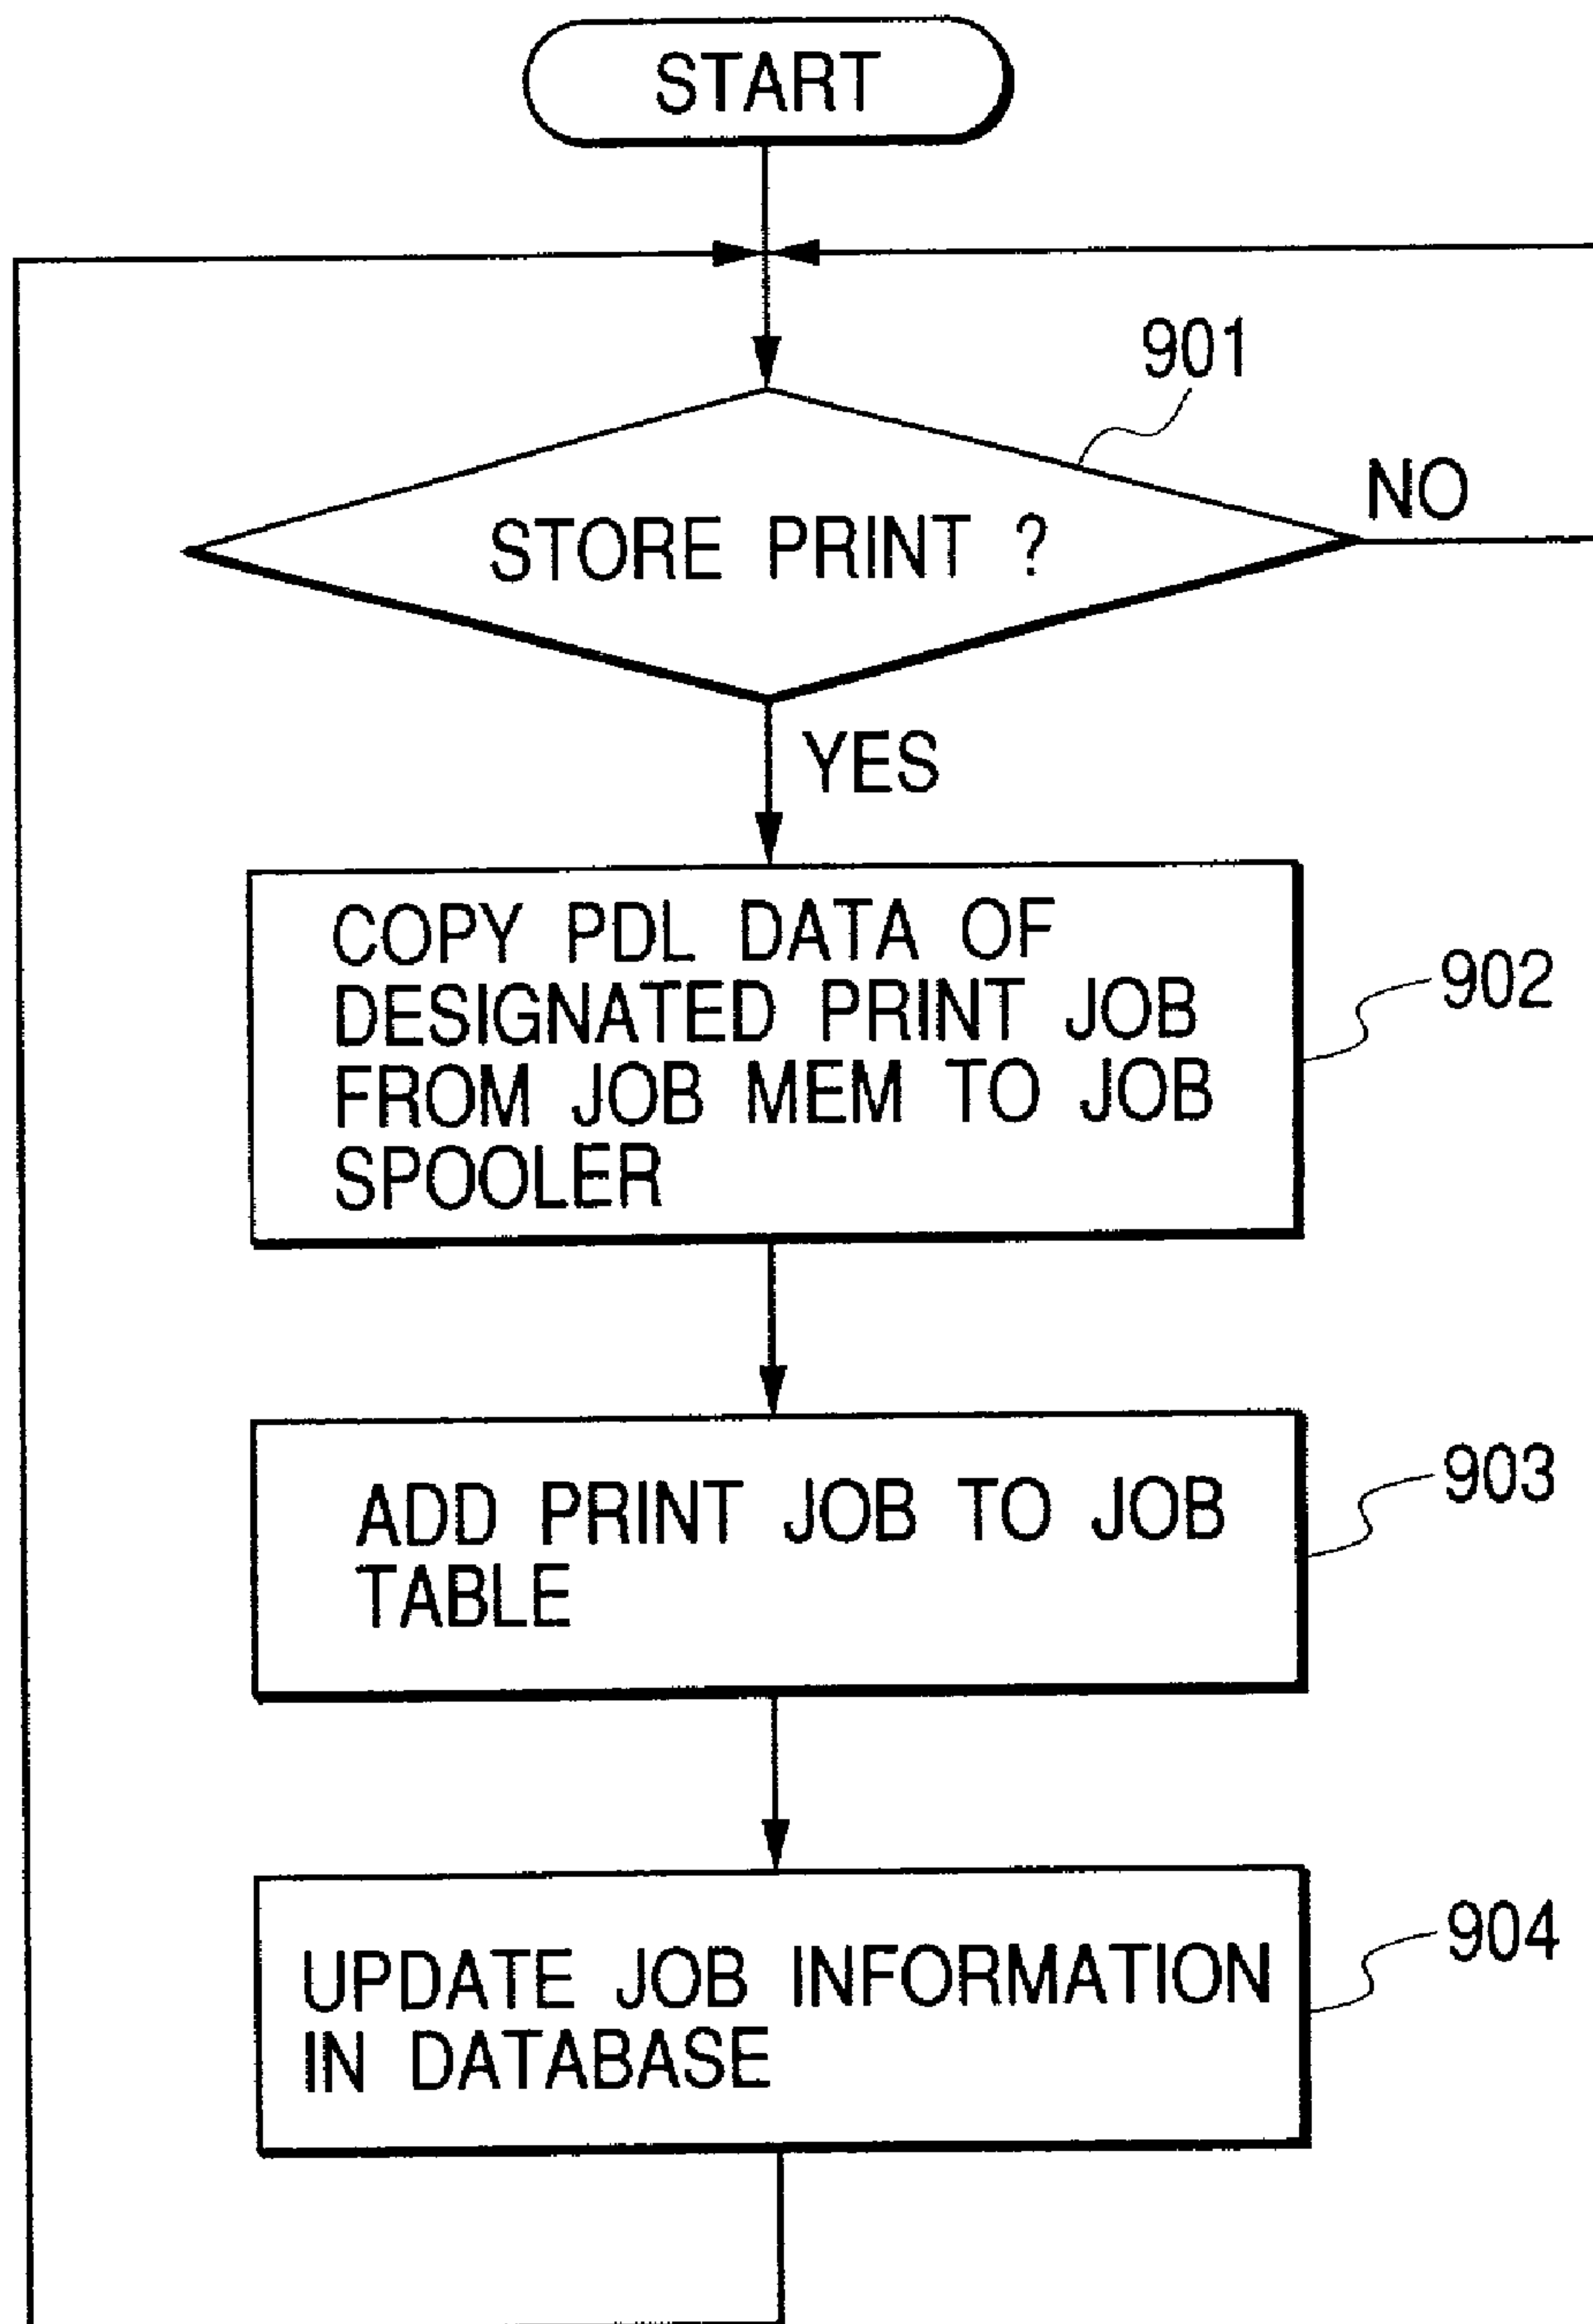 START
901
NO
STORE PRINT ?
YES
COPY PDL DATA OF
DESIGNATED PRINT JOB
FROM JOB MEM TO JOB
SPOOLER
902
ADD PRINT JOB TO JOB
TABLE
903
UPDATE JOB INFORMATION
IN DATABASE
904